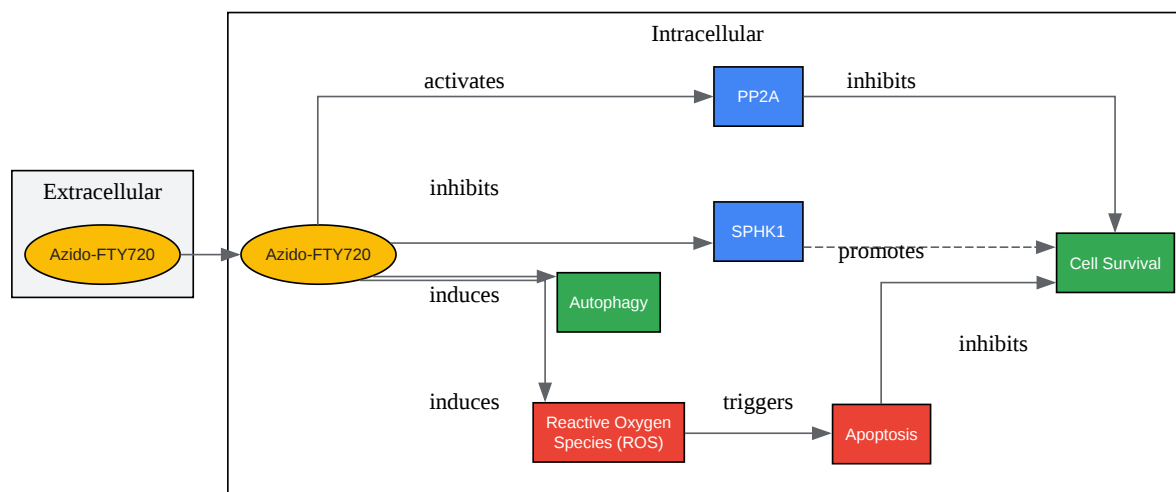 Intracellular
activates
PP2A
inhibits
Extracellular
inhibits
Azido-FTY720
Azido-FTY720
SPHK1
promotes
Cell Survival
induces
Autophagy
inhibits
induces
Reactive Oxygen
Species (ROS)
triggers
Apoptosis